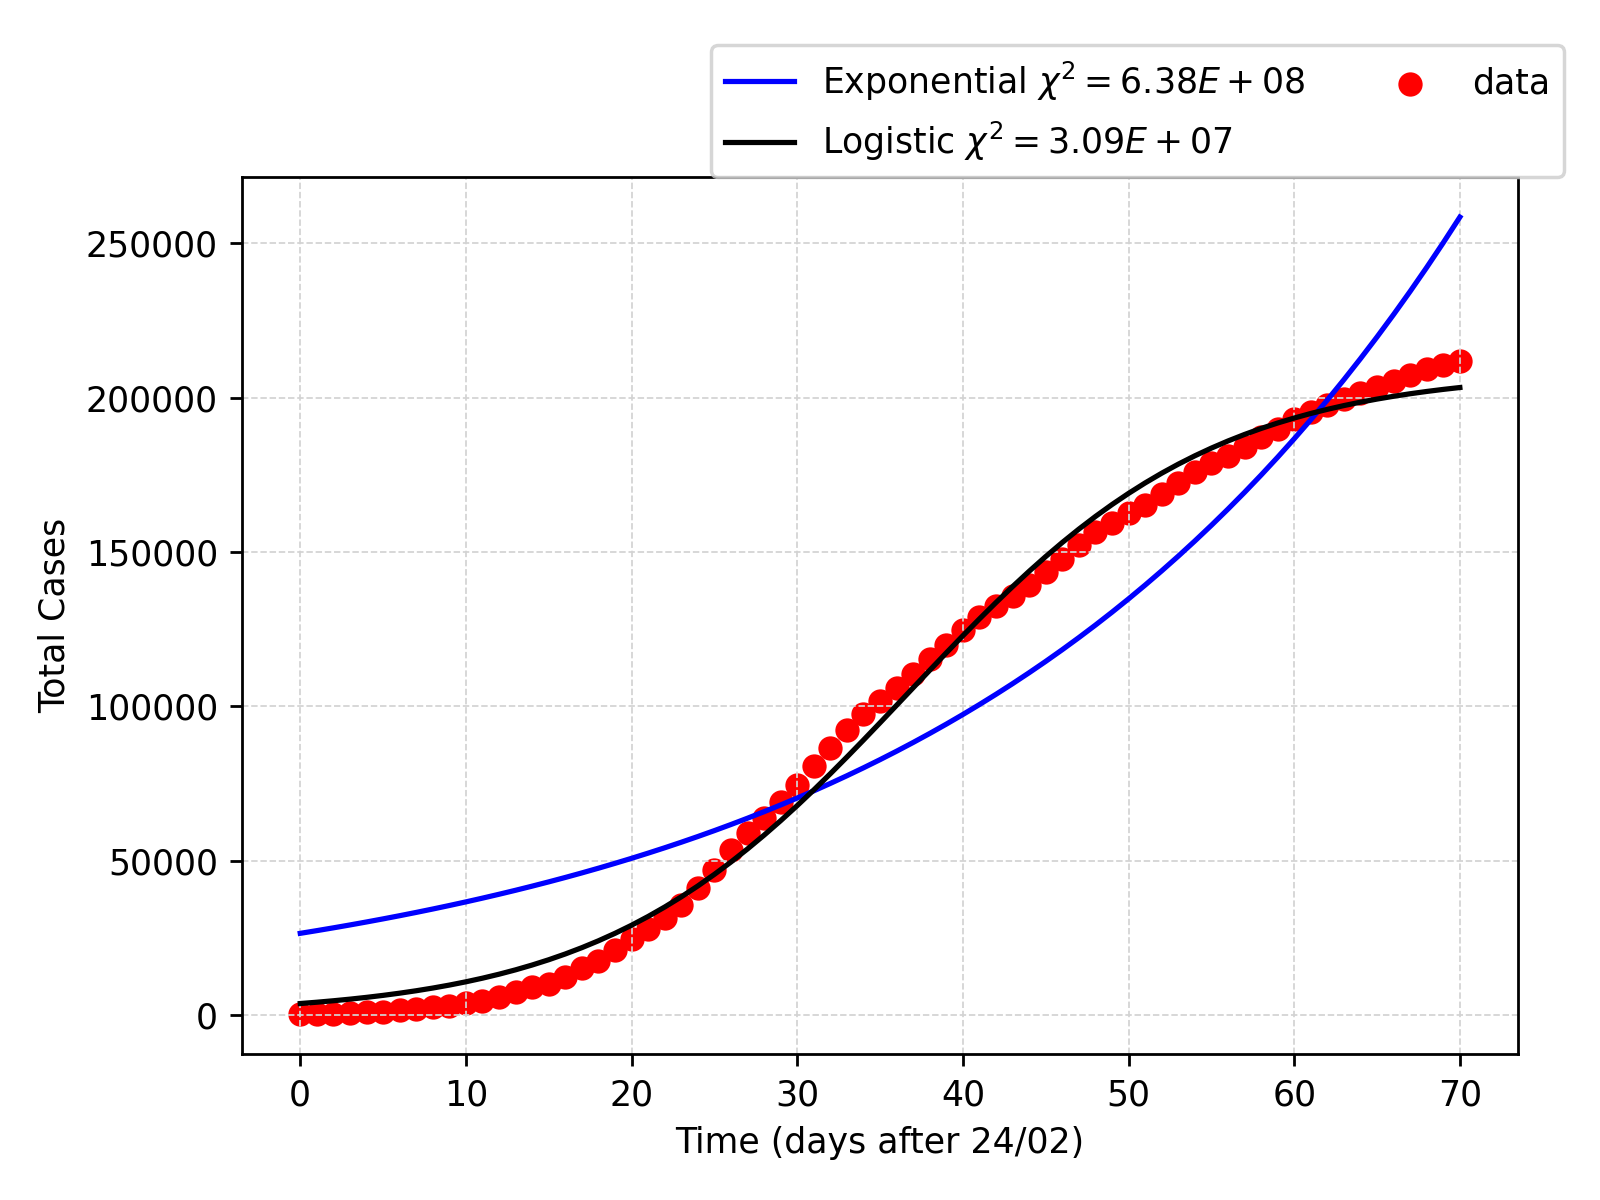 Exponential χ² = 6.38E + 08
Logistic χ² = 3.09E + 07
data
250000
200000
150000
100000
50000
0
Total Cases
0 10 20 30 40 50 60 70
Time (days after 24/02)